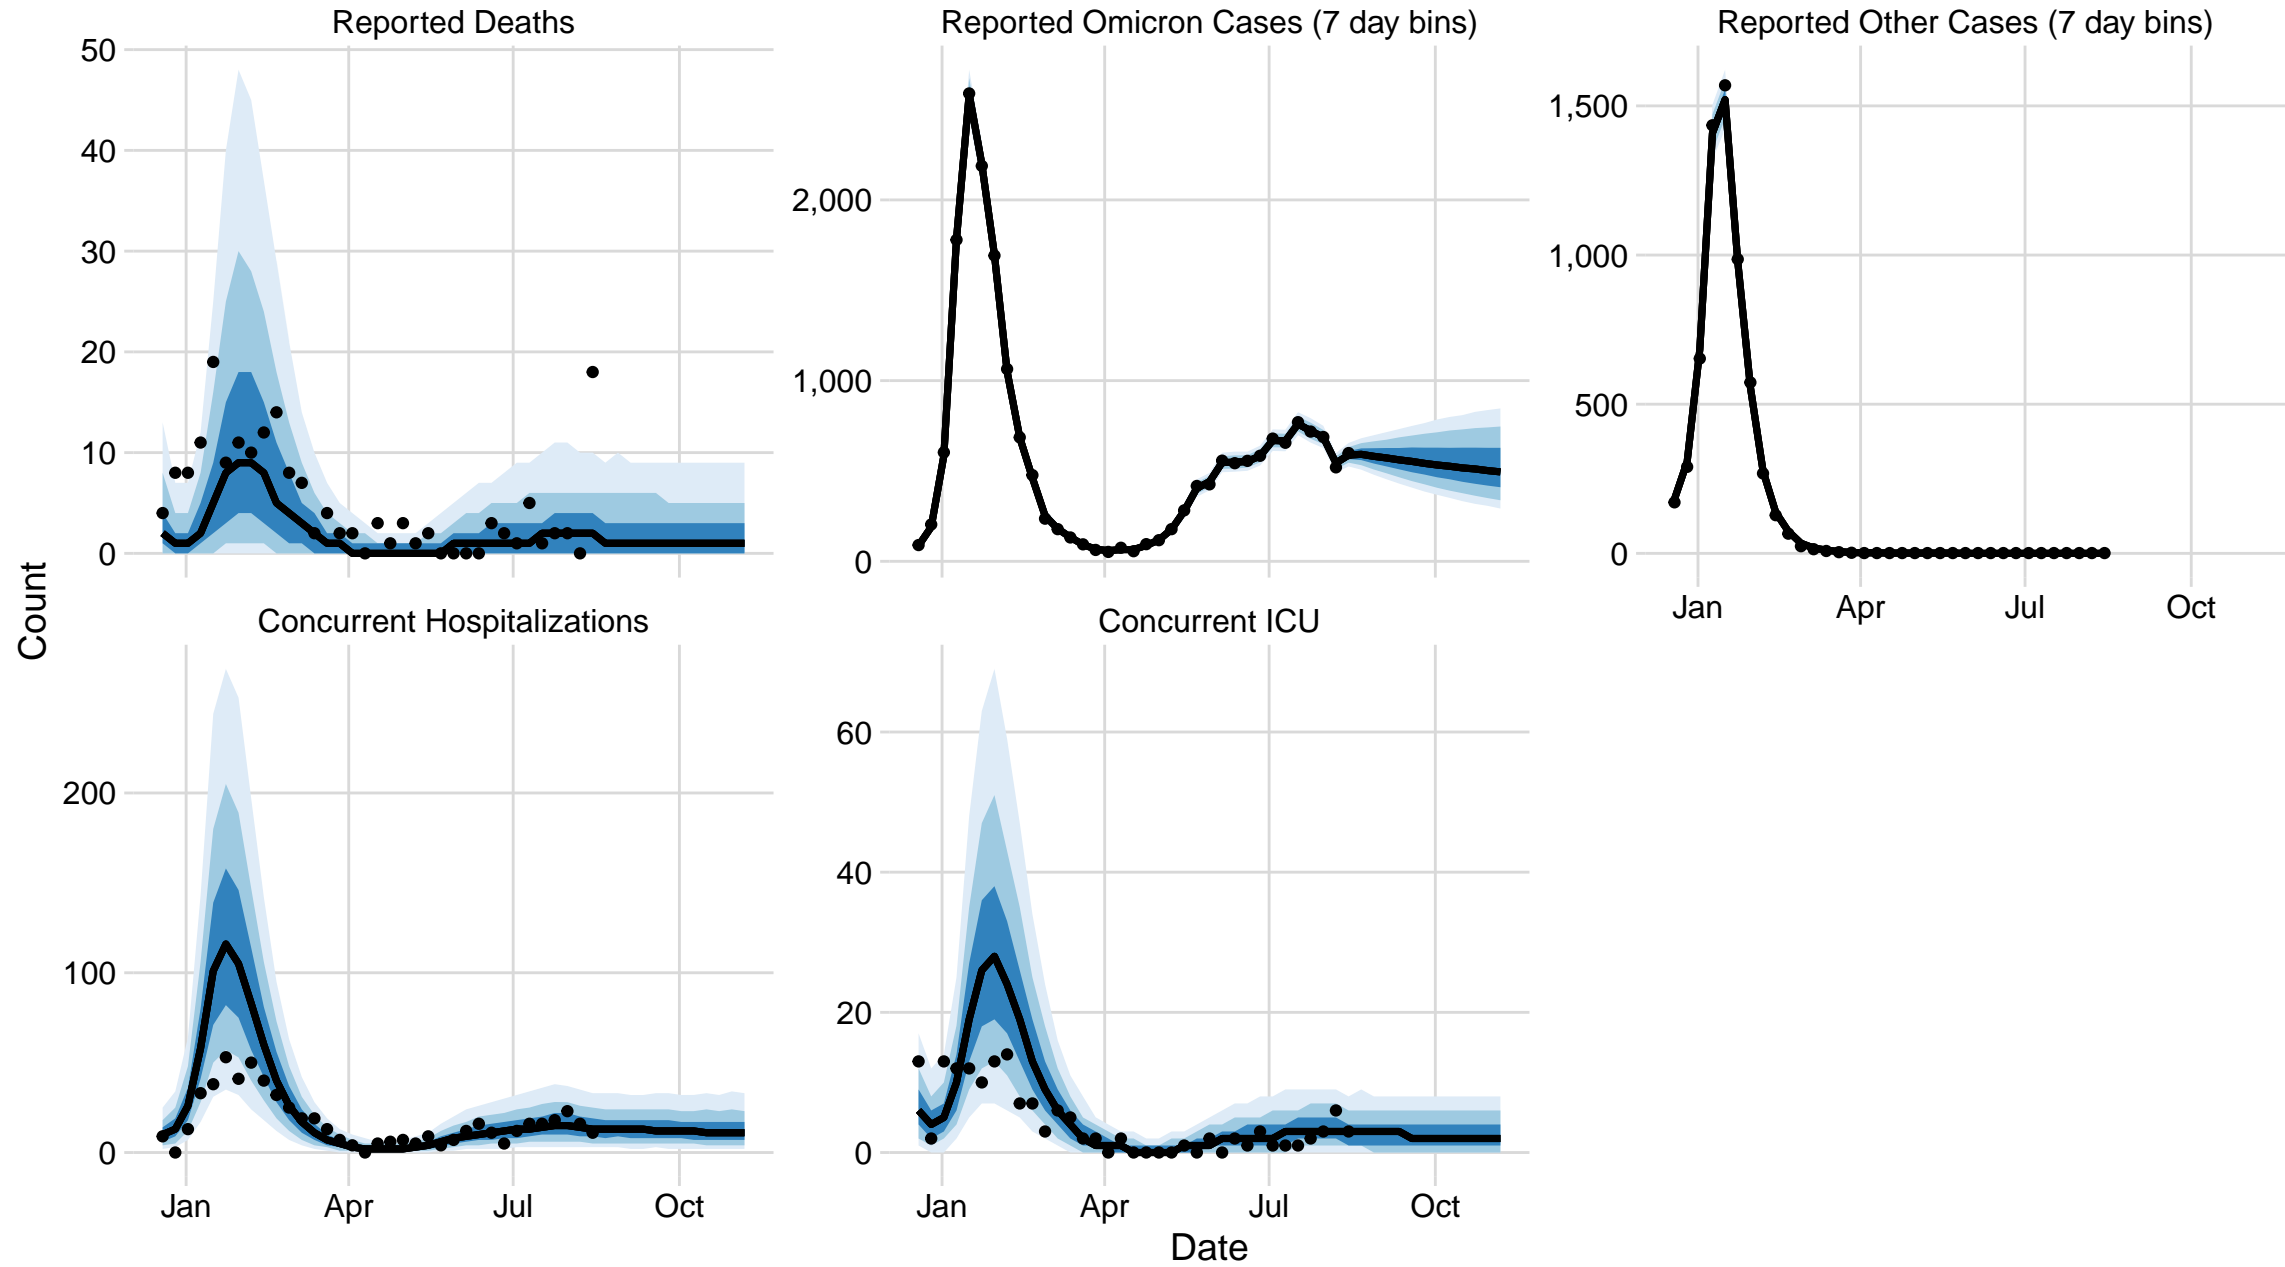 Reported Deaths
Reported Omicron Cases (7 day bins)
Reported Other Cases (7 day bins)
50
40
30
20
10
0
2,000
1,000
0
1,500
1,000
500
0
Jan Apr Jul Oct
Count
Concurrent Hospitalizations
Concurrent ICU
200
100
0
60
40
20
0
Jan Apr Jul Oct
Jan Apr Jul Oct
Date